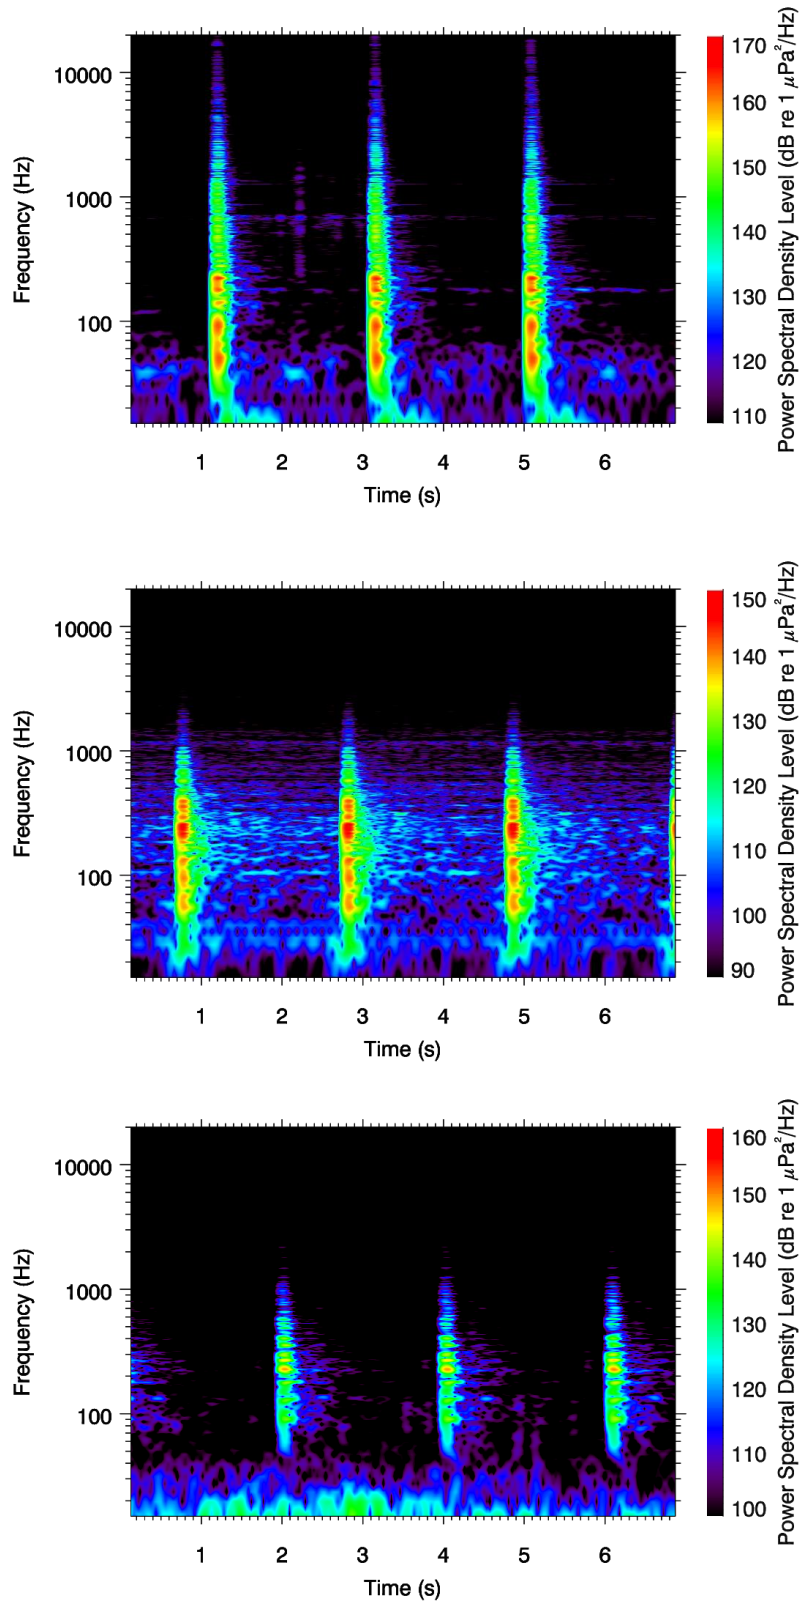 10000
1000
100
Frequency (Hz)
1 2 3 4 5 6
Time (s)
170
160
150
140
130
120
110
Power Spectral Density Level (dB re 1 μPa²/Hz)
10000
1000
100
Frequency (Hz)
1 2 3 4 5 6
Time (s)
150
140
130
120
110
100
90
Power Spectral Density Level (dB re 1 μPa²/Hz)
10000
1000
100
Frequency (Hz)
1 2 3 4 5 6
Time (s)
160
150
140
130
120
110
100
Power Spectral Density Level (dB re 1 μPa²/Hz)